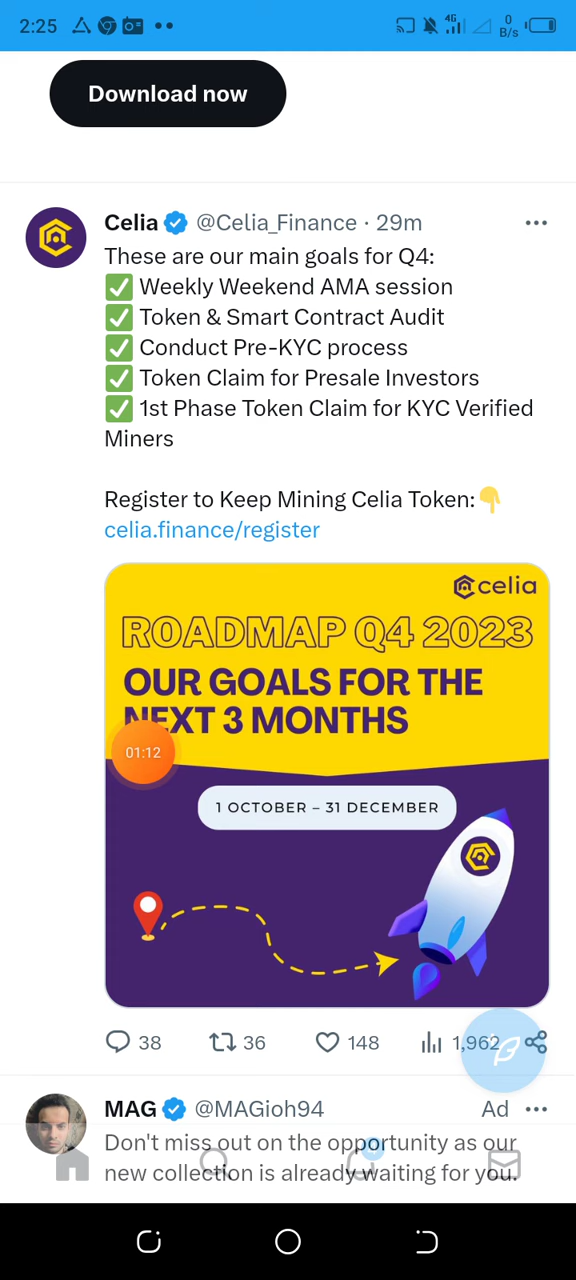 2:25
4G
0
B/s
Download now
Celia @Celia_Finance · 29m
These are our main goals for Q4:
✅ Weekly Weekend AMA session
✅ Token & Smart Contract Audit
✅ Conduct Pre-KYC process
✅ Token Claim for Presale Investors
✅ 1st Phase Token Claim for KYC Verified
Miners
Register to Keep Mining Celia Token:👇
celia.finance/register
celia
ROADMAP Q4 2023
OUR GOALS FOR THE
NEXT 3 MONTHS
01:12
1 OCTOBER – 31 DECEMBER
38 36 148 1,962
MAG @MAGioh94 Ad
Don't miss out on the opportunity as our
new collection is already waiting for you.